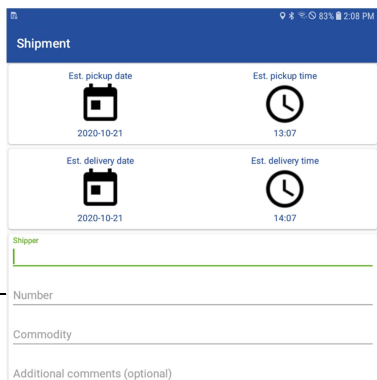 83% 2:08 PM
Shipment
Est. pickup date
Est. pickup time
2020-10-21
13:07
Est. delivery date
Est. delivery time
2020-10-21
14:07
Shipper
Number
Commodity
Additional comments (optional)